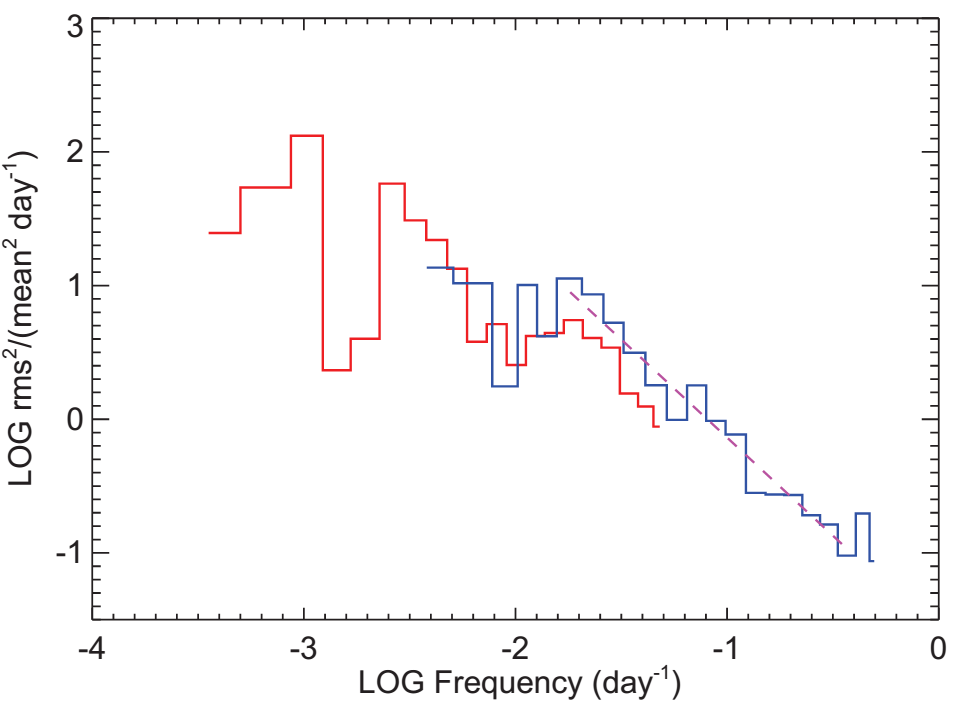 3
2
1
0
-1
LOG rms²/(mean² day⁻¹)
-4 -3 -2 -1 0
LOG Frequency (day⁻¹)